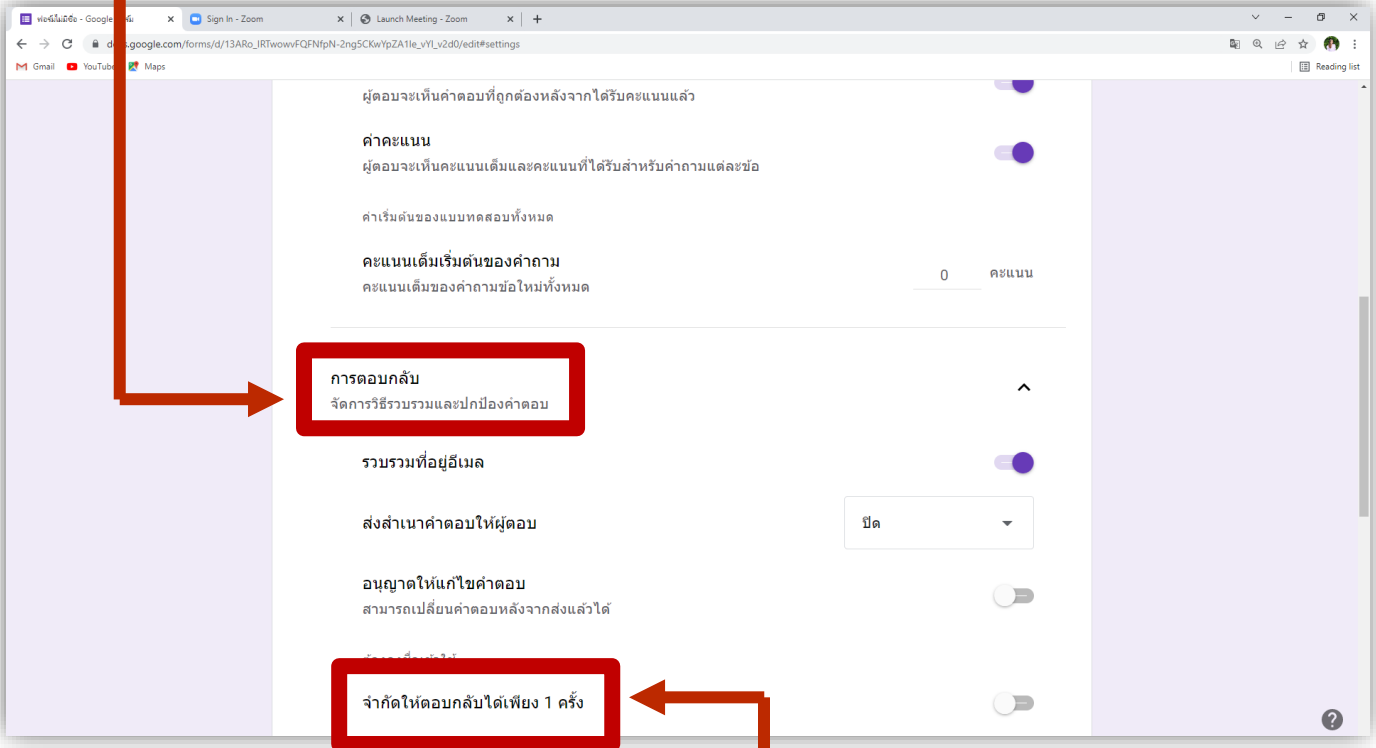 ฟอร์มไม่มีชื่อ - Google
Sign In - Zoom
Launch Meeting - Zoom
.google.com/forms/d/13ARo_IRTwowvFQFNfpN-2ng5CKwYpZA1Ie_vYI_v2d0/edit#settings
Gmail
YouTube
Maps
Reading list
ผู้ตอบจะเห็นคำตอบที่ถูกต้องหลังจากได้รับคะแนนแล้ว
ค่าคะแนน
ผู้ตอบจะเห็นคะแนนเต็มและคะแนนที่ได้รับสำหรับคำถามแต่ละข้อ
ค่าเริ่มต้นของแบบทดสอบทั้งหมด
คะแนนเต็มเริ่มต้นของคำถาม
0 คะแนน
คะแนนเต็มของคำถามข้อใหม่ทั้งหมด
การตอบกลับ
จัดการวิธีรวบรวมและปกป้องคำตอบ
รวบรวมที่อยู่อีเมล
ส่งสำเนาคำตอบให้ผู้ตอบ
ปิด
อนุญาตให้แก้ไขคำตอบ
สามารถเปลี่ยนคำตอบหลังจากส่งแล้วได้
จำกัดให้ตอบกลับได้เพียง 1 ครั้ง